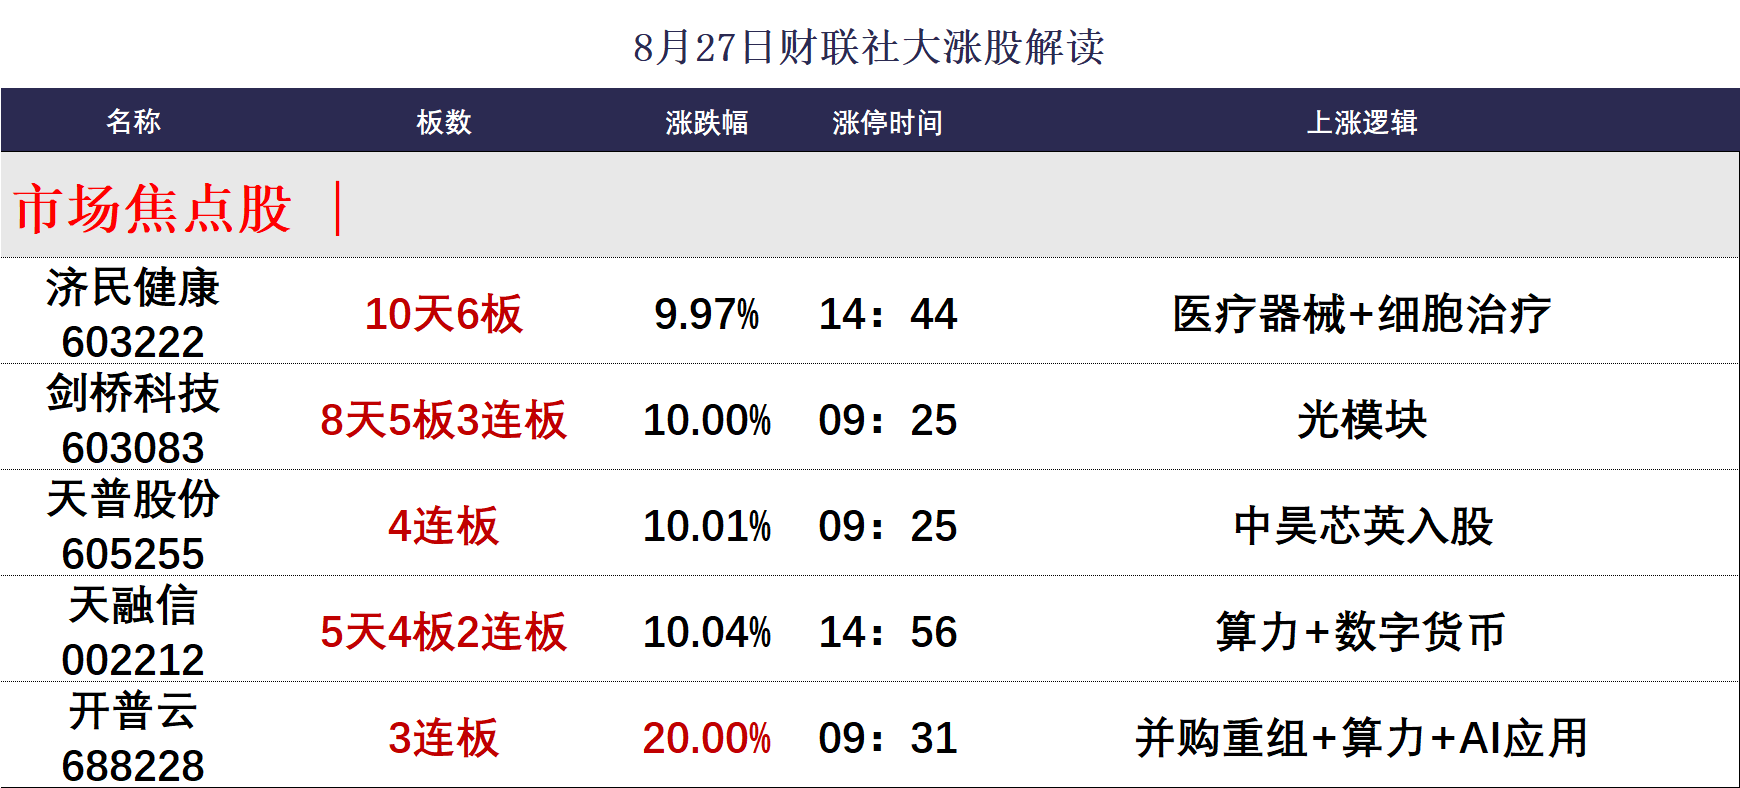 8月27日财联社大涨股解读
名称 板数 涨跌幅 涨停时间 上涨逻辑
市场焦点股 |
济民健康
603222 10天6板 9.97% 14：44 医疗器械+细胞治疗
剑桥科技
603083 8天5板3连板 10.00% 09：25 光模块
天普股份
605255 4连板 10.01% 09：25 中昊芯英入股
天融信
002212 5天4板2连板 10.04% 14：56 算力+数字货币
开普云
688228 3连板 20.00% 09：31 并购重组+算力+AI应用